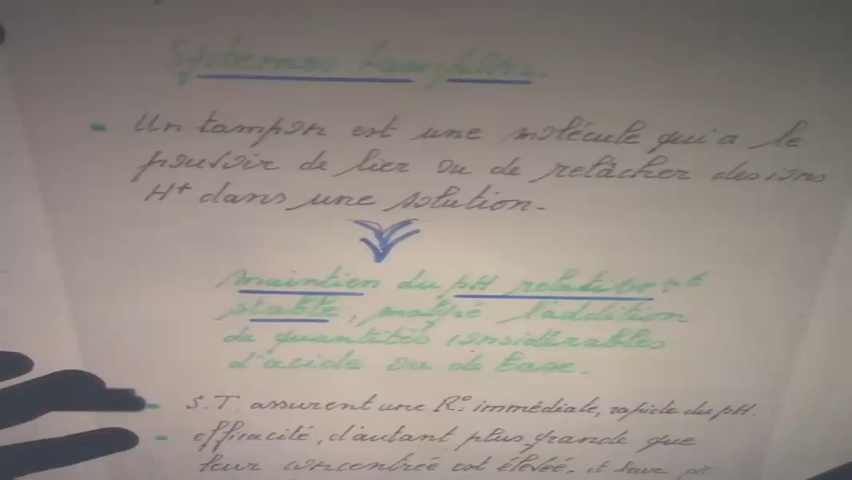 Systèmes tampons.
Un tampon est une molécule qui a le
pouvoir de lier ou de relâcher des ions
H+ dans une solution.
maintien du pH relativemt
stable, malgré l'addition
de quantités considérables
d'acide ou de Base.
S.T. assurent une R° immédiate, rapide du pH.
efficacité, d'autant plus grande que
leur concentrée est élevée, et leur